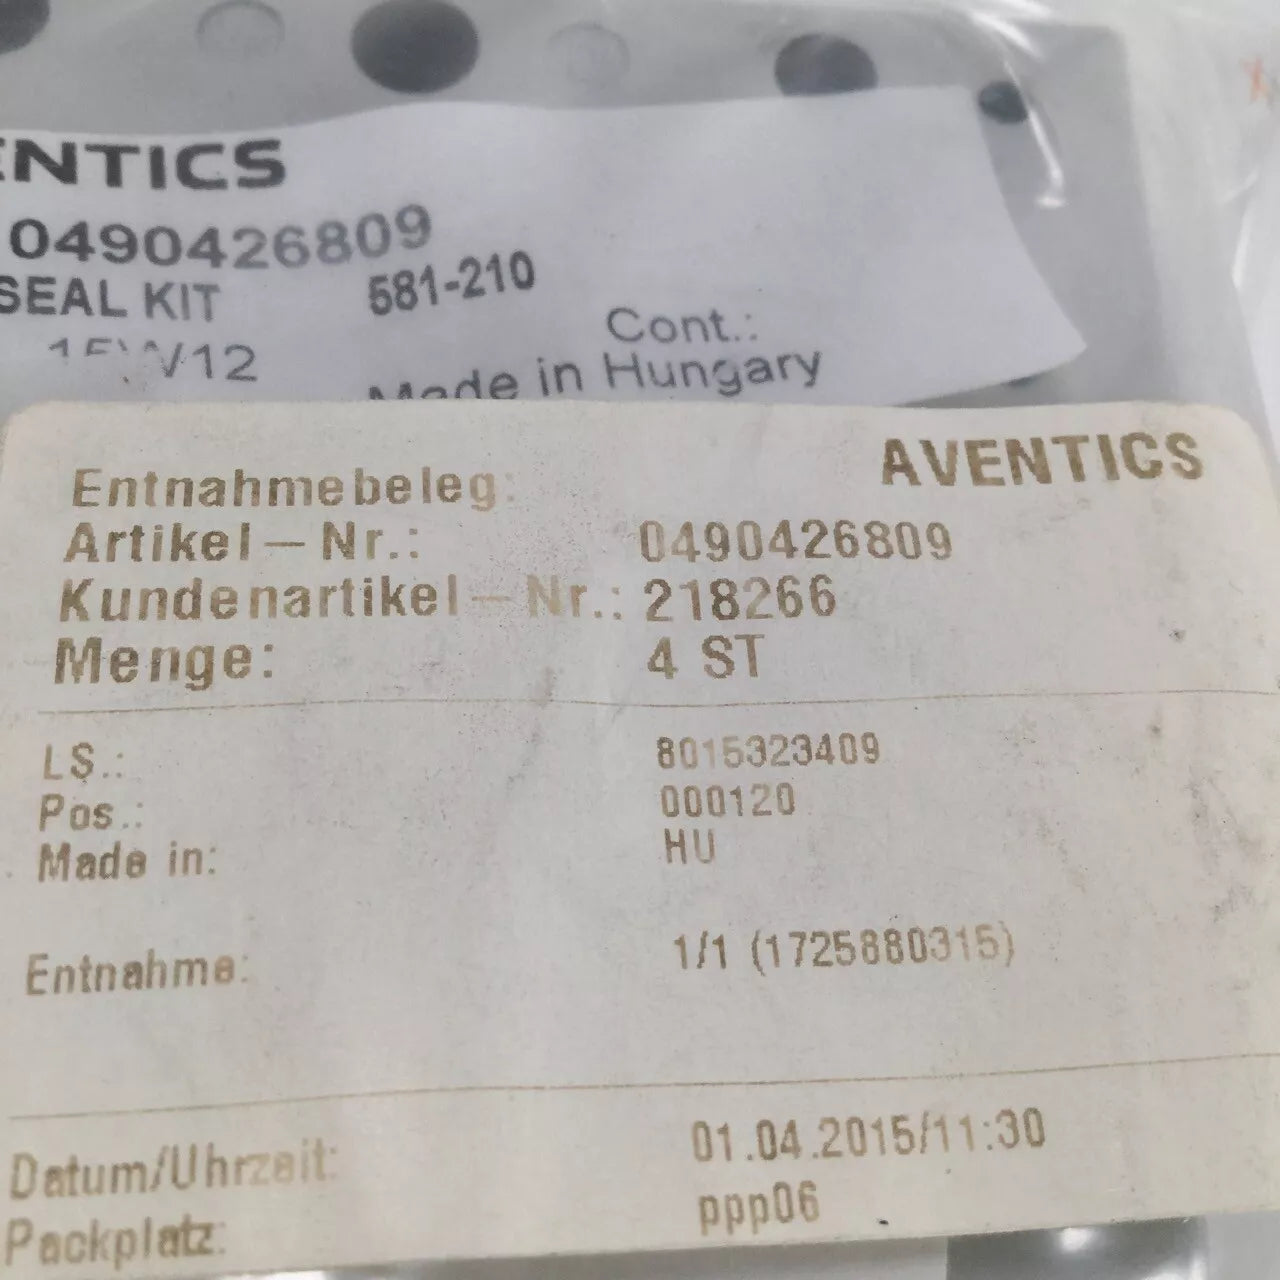 ENTICS
0490426809
SEAL KIT 581-210
Cont.:
15W12
Made in Hungary
AVENTICS
Entnahmebeleg:
Artikel-Nr.: 0490426809
Kundenartikel-Nr.: 218266
Menge: 4 ST
LS.: 8015323409
Pos.: 000120
Made in: HU
Entnahme: 1/1 (1725880315)
Datum/Uhrzeit: 01.04.2015/11:30
Packplatz: ppp06